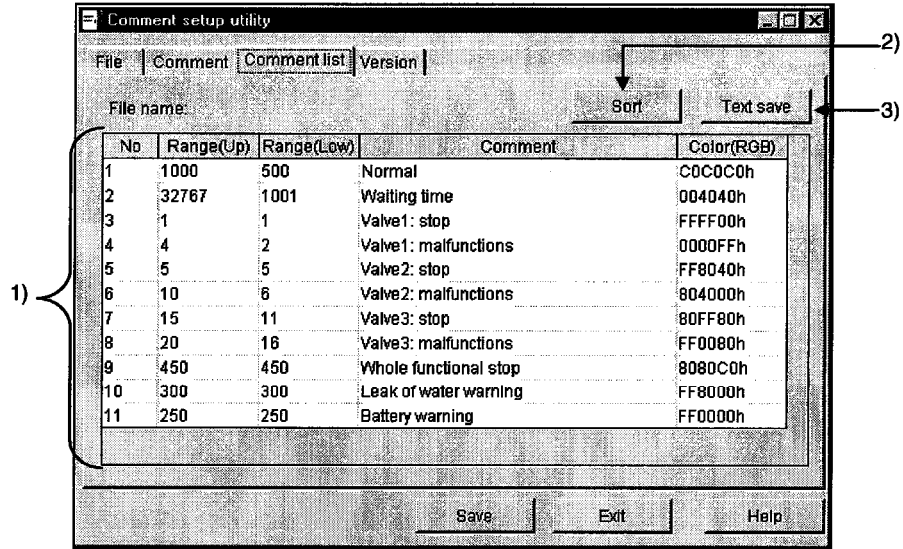 Comment setup utility
2)
File Comment Comment list Version
File name: Sort Text save 3)
No Range(Up) Range(Low) Comment Color(RGB)
1 1000 500 Normal C0C0C0h
2 32767 1001 Waiting time 004040h
3 1 1 Valve1: stop FFFF00h
4 4 2 Valve1: malfunctions 0000FFh
5 5 5 Valve2: stop FF8040h
6 10 6 Valve2: malfunctions 804000h
1)
7 15 11 Valve3: stop 80FF80h
8 20 16 Valve3: malfunctions FF0080h
9 450 450 Whole functional stop 8080C0h
10 300 300 Leak of water warning FF8000h
11 250 250 Battery warning FF0000h
Save Exit Help